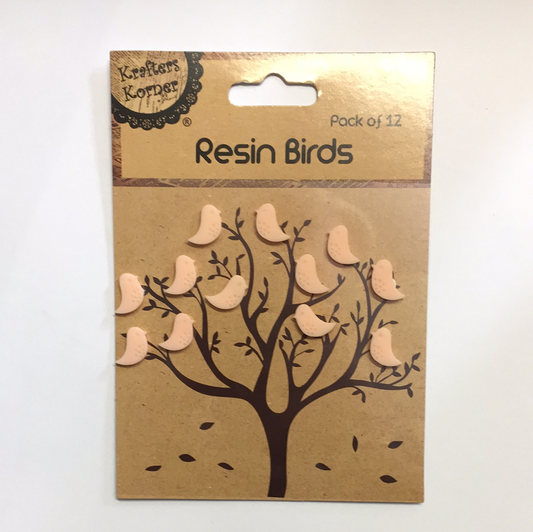 Krafters
Korner
®
Pack of 12
Resin Birds